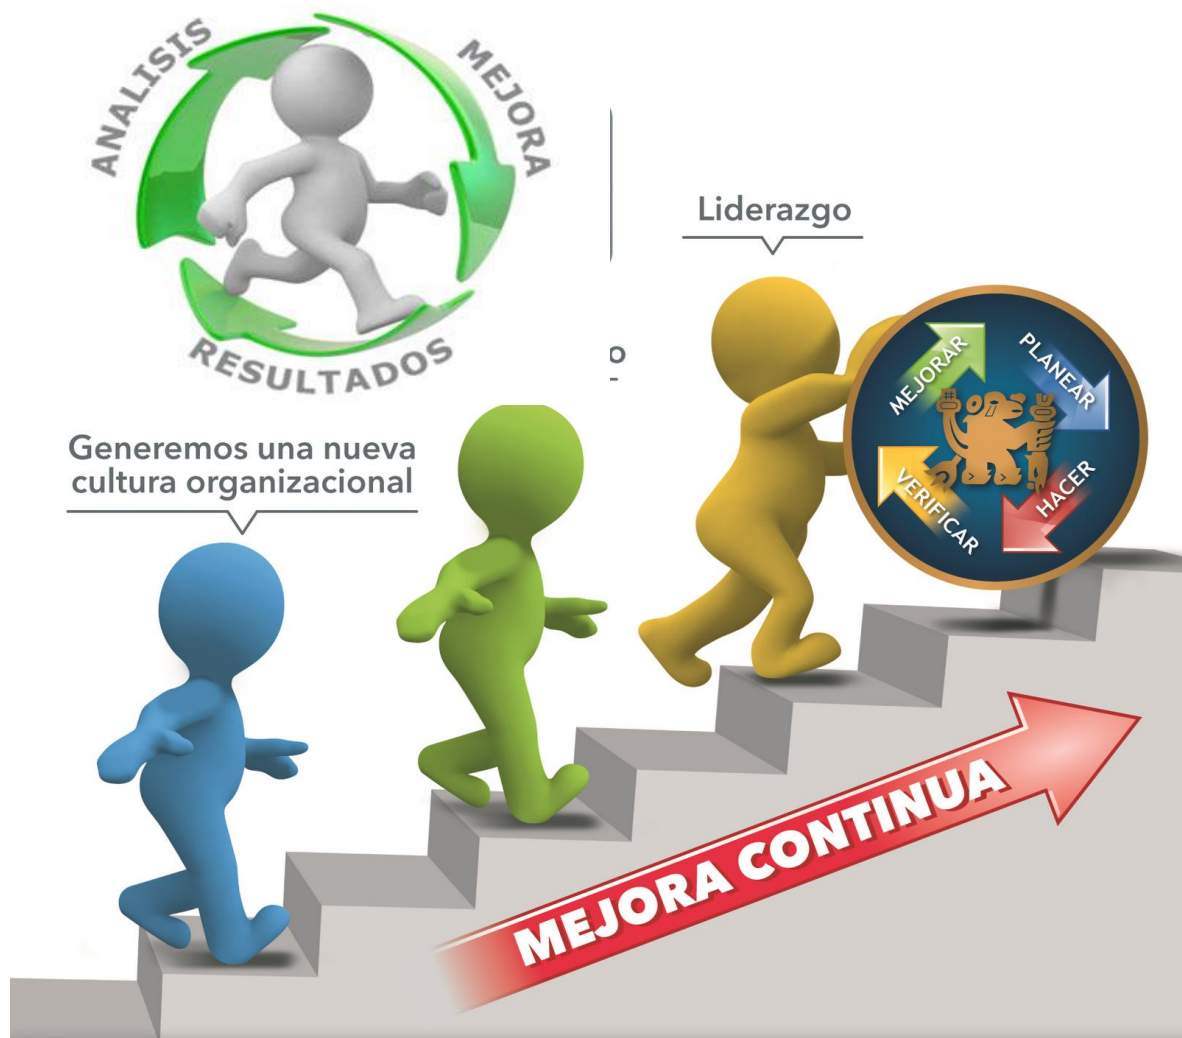 ANALISIS
MEJORA
RESULTADOS
Liderazgo
Generemos una nueva
cultura organizacional
MEJORAR
PLANEAR
HACER
VERIFICAR
MEJORA CONTINUA